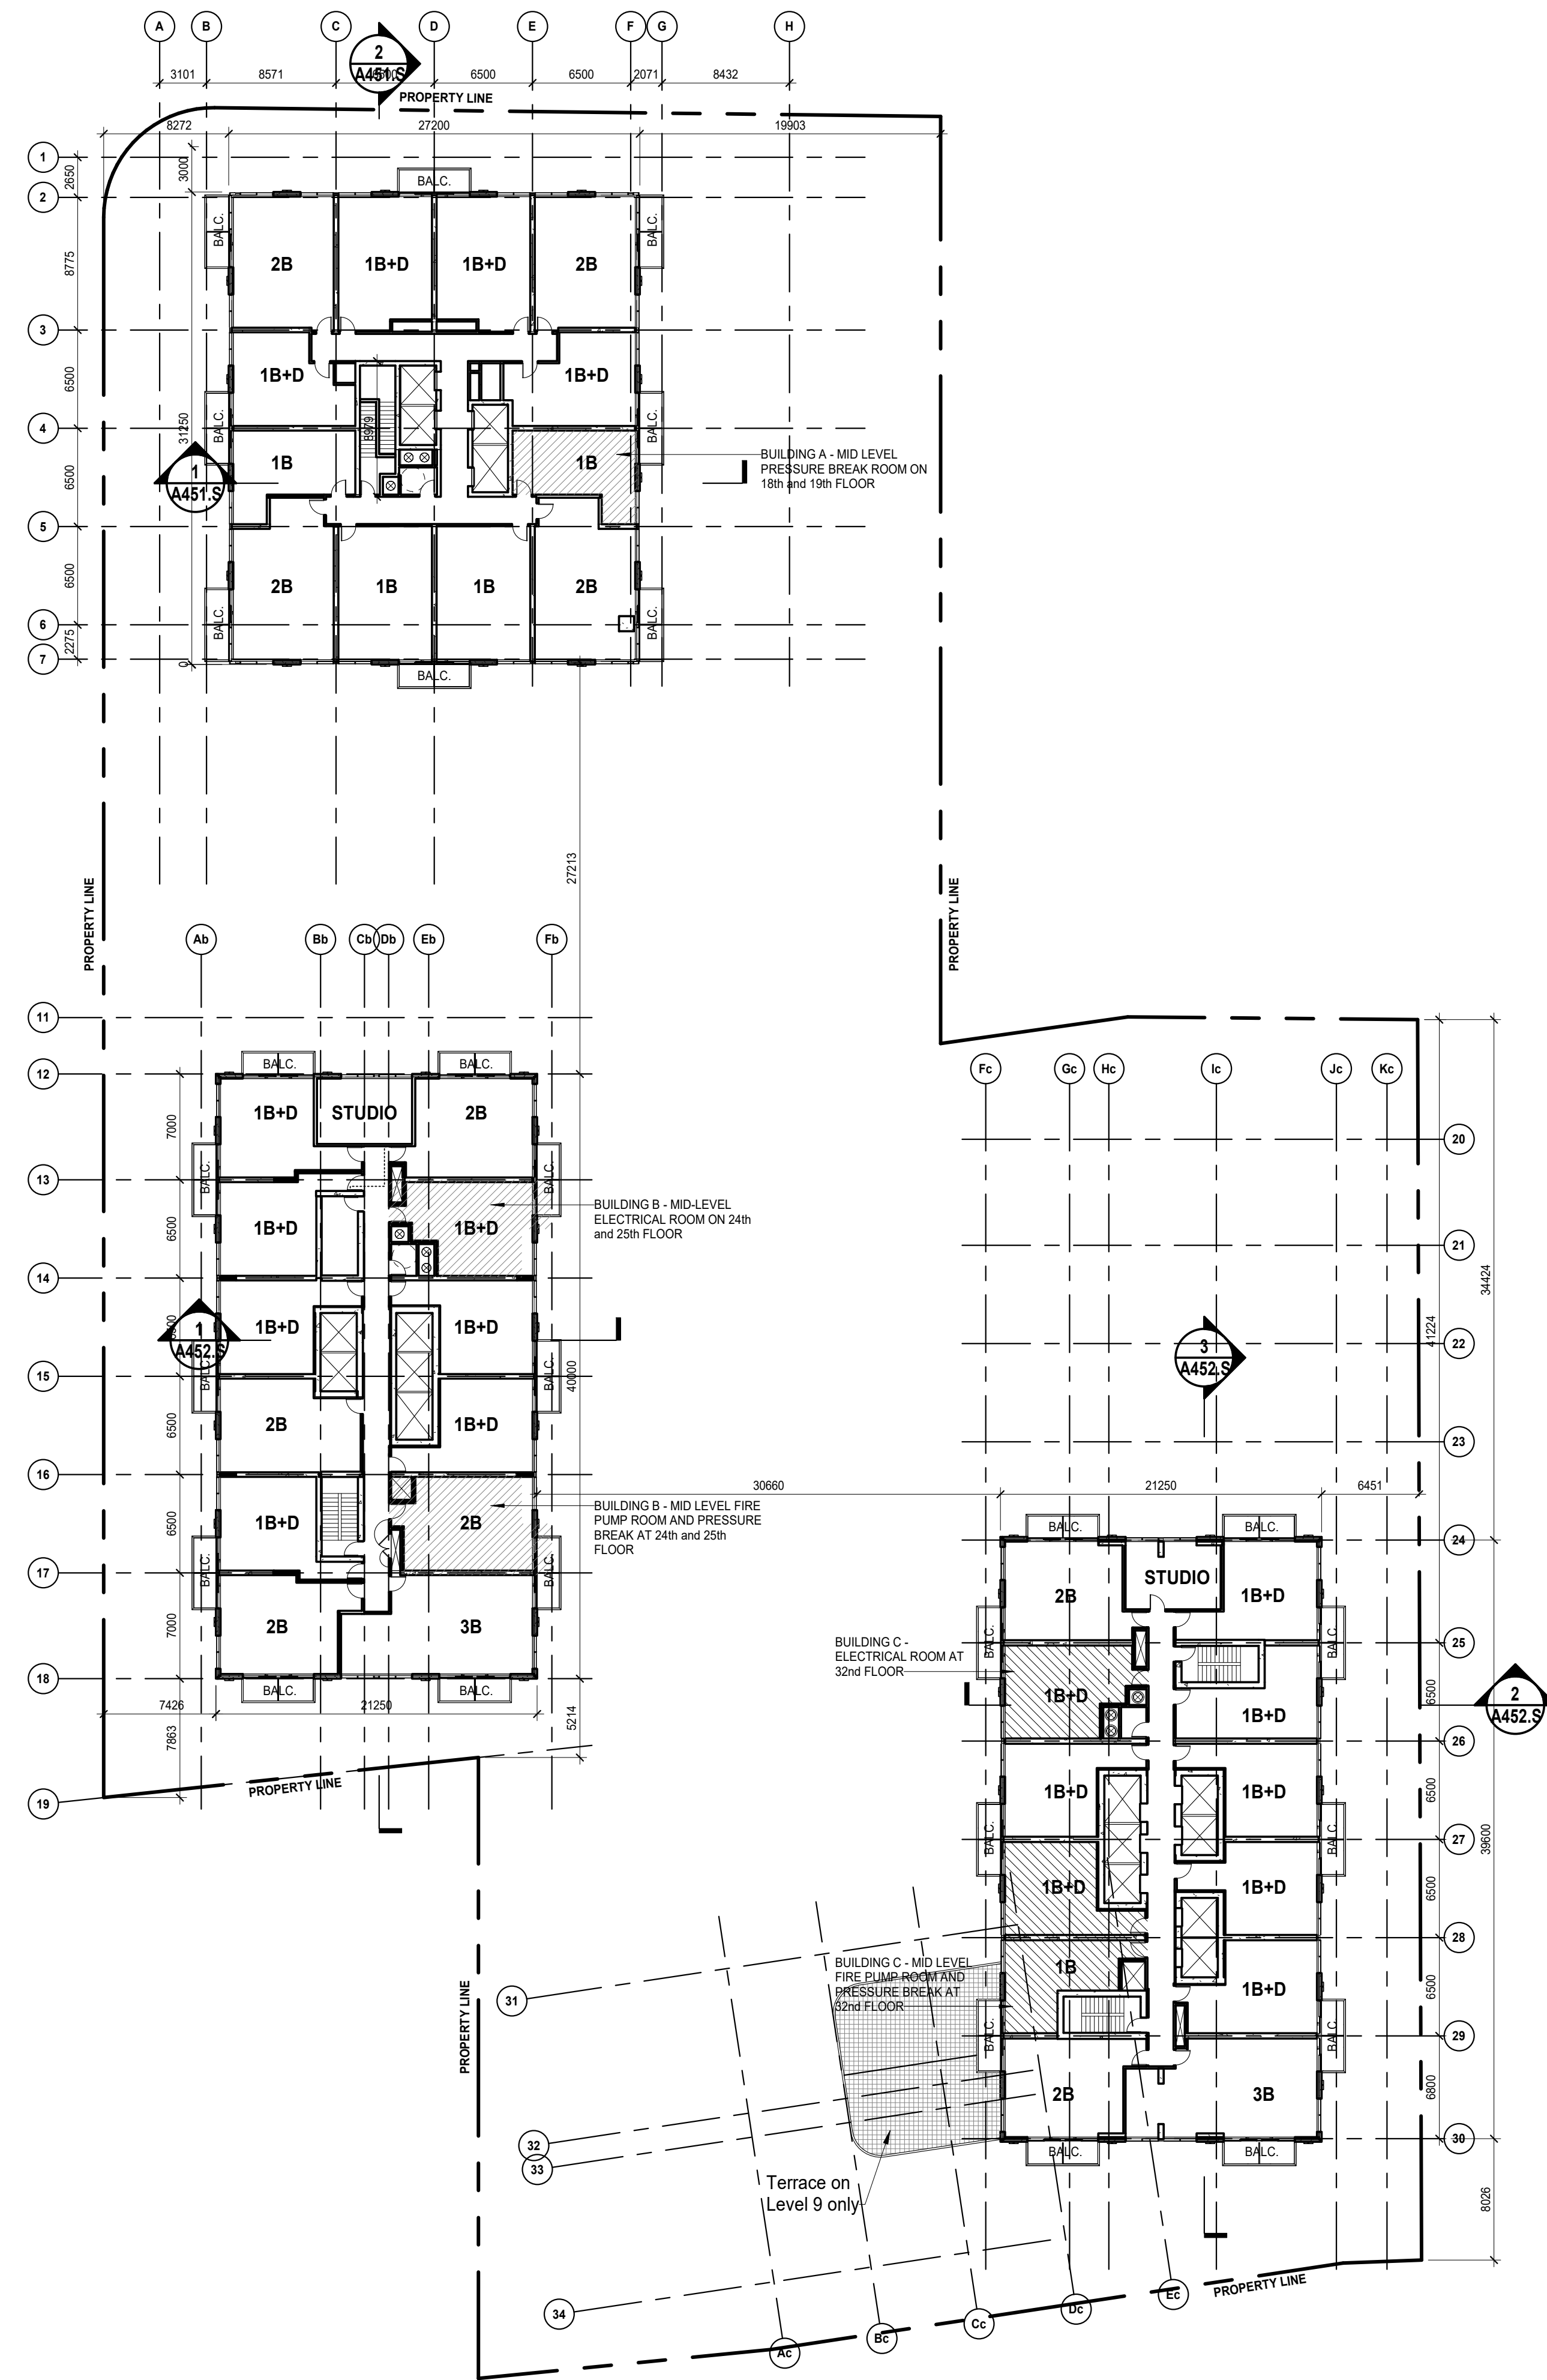 A B C D E F G H
2
A451.S
3101 8571 6500 6500 2071 8432
PROPERTY LINE
8272 27200 19903
1
2650
3000
2
BALC.
BALC.
BALC.
8775
2B 1B+D 1B+D 2B
3
6500
1B+D 1B+D
4
31250
BALC.
8979
BALC.
1
A451.S
6500
1B 1B
BUILDING A - MID LEVEL
PRESSURE BREAK ROOM ON
18th and 19th FLOOR
5
6500
2B 1B 1B 2B
6
BALC.
BALC.
2275
7
0
BALC.
27213
PROPERTY LINE
PROPERTY LINE
Ab Bb Cb Db Eb Fb
11
12
BALC. BALC.
7000
1B+D STUDIO 2B
13
BALC.
BALC.
6500
1B+D 1B+D
BUILDING B - MID-LEVEL
ELECTRICAL ROOM ON 24th
and 25th FLOOR
14
1
A452.S
1B+D 1B+D
15
BALC.
BALC.
40000
6500
2B 1B+D
16
6500
1B+D 2B
BUILDING B - MID LEVEL FIRE
PUMP ROOM AND PRESSURE
BREAK AT 24th and 25th
FLOOR
17
BALC.
BALC.
7000
2B 3B
18
BALC. BALC.
7426 21250
7863
5214
PROPERTY LINE
19
Fc Gc Hc Ic Jc Kc
20
21
34424
41224
22
3
A452.S
23
30660 21250 6451
BALC. BALC.
24
2B STUDIO 1B+D
BALC.
BALC.
25
BUILDING C -
ELECTRICAL ROOM AT
32nd FLOOR
6500
1B+D 1B+D
2
A452.S
26
1B+D 1B+D
6500
BALC.
BALC.
27
39600
1B+D 1B+D
6500
28
BUILDING C - MID LEVEL
FIRE PUMP ROOM AND
PRESSURE BREAK AT
32nd FLOOR
1B 1B+D
6500
BALC.
BALC.
29
2B 3B
6800
30
BALC. BALC.
31
32
33
PROPERTY LINE
Terrace on
Level 9 only
8026
34
Ac Bc Cc Dc Ec
PROPERTY LINE